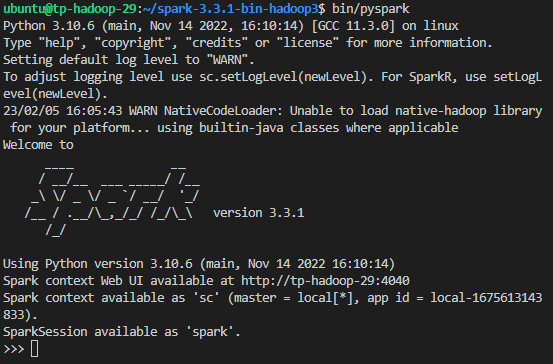 ubuntu@tp-hadoop-29:~/spark-3.3.1-bin-hadoop3$ bin/pyspark
Python 3.10.6 (main, Nov 14 2022, 16:10:14) [GCC 11.3.0] on linux
Type "help", "copyright", "credits" or "license" for more information.
Setting default log level to "WARN".
To adjust logging level use sc.setLogLevel(newLevel). For SparkR, use setLogL
evel(newLevel).
23/02/05 16:05:43 WARN NativeCodeLoader: Unable to load native-hadoop library
 for your platform... using builtin-java classes where applicable
Welcome to
      ____              __
     / __/__  ___ _____/ /__
    _\ \/ _ \/ _ `/ __/  '_/
   /__ / .__/\_,_/_/ /_/\_\   version 3.3.1
      /_/
Using Python version 3.10.6 (main, Nov 14 2022 16:10:14)
Spark context Web UI available at http://tp-hadoop-29:4040
Spark context available as 'sc' (master = local[*], app id = local-1675613143
833).
SparkSession available as 'spark'.
>>>